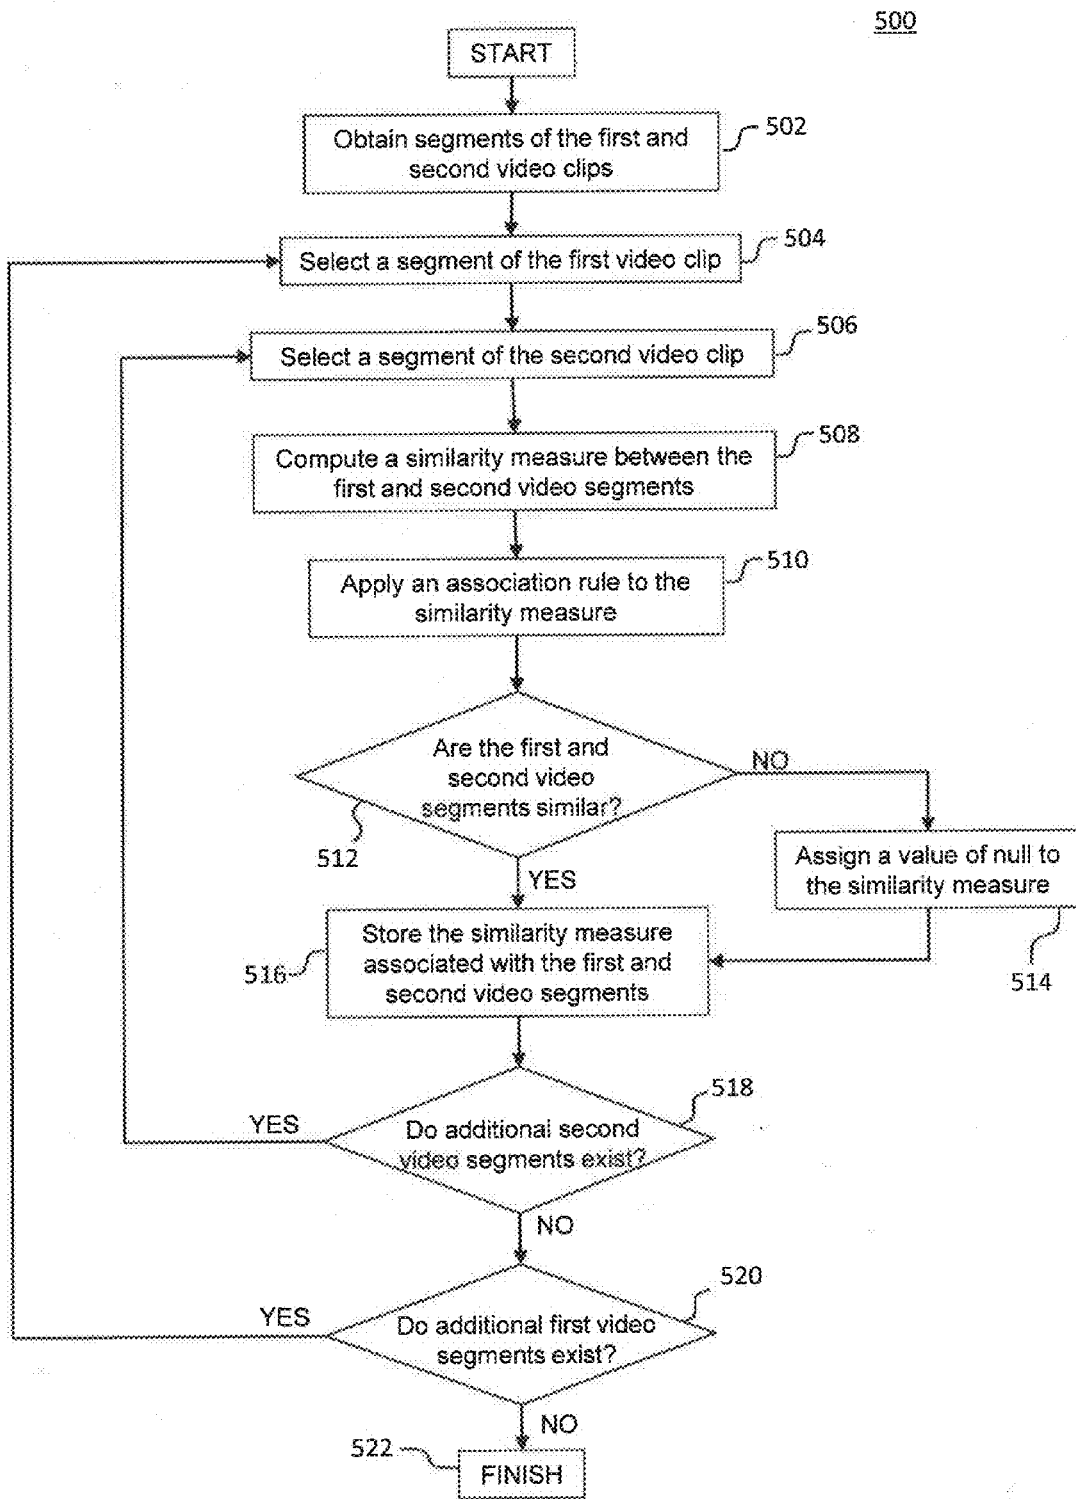 500
START
Obtain segments of the first and
second video clips
502
Select a segment of the first video clip
504
Select a segment of the second video clip
506
Compute a similarity measure between the
first and second video segments
508
Apply an association rule to the
similarity measure
510
Are the first and
second video
segments similar?
512
NO
YES
Assign a value of null to
the similarity measure
514
Store the similarity measure
associated with the first and
second video segments
516
Do additional second
video segments exist?
518
YES
NO
Do additional first video
segments exist?
520
YES
NO
522
FINISH